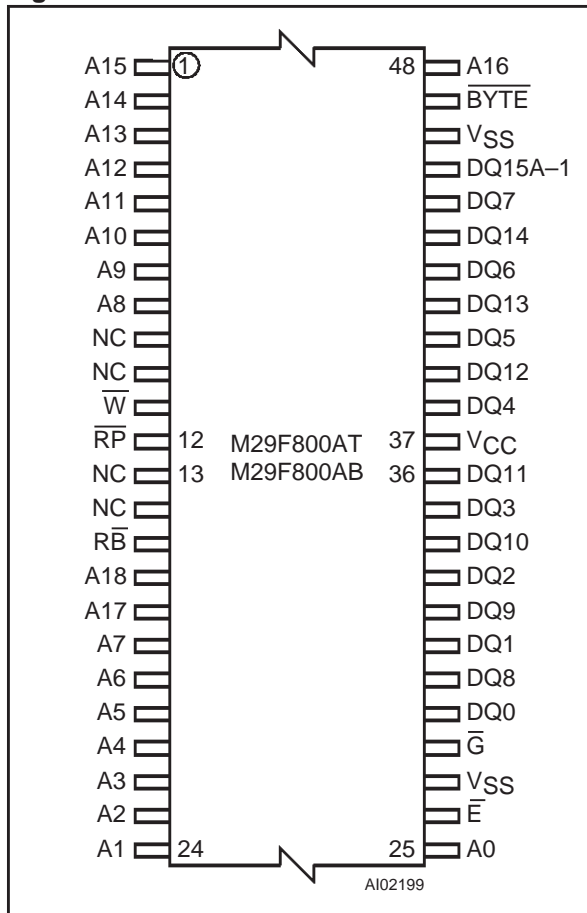 A15 1 48 A16
A14 B̅Y̅T̅E̅
A13 VSS
A12 DQ15A–1
A11 DQ7
A10 DQ14
A9 DQ6
A8 DQ13
NC DQ5
NC DQ12
W̅ DQ4
R̅P̅ 12 M29F800AT 37 VCC
NC 13 M29F800AB 36 DQ11
NC DQ3
RB̅ DQ10
A18 DQ2
A17 DQ9
A7 DQ1
A6 DQ8
A5 DQ0
A4 G̅
A3 VSS
A2 E̅
A1 24 25 A0
AI02199